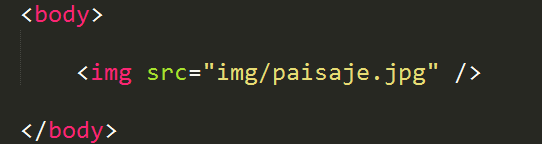 <body>
<img src="img/paisaje.jpg" />
</body>